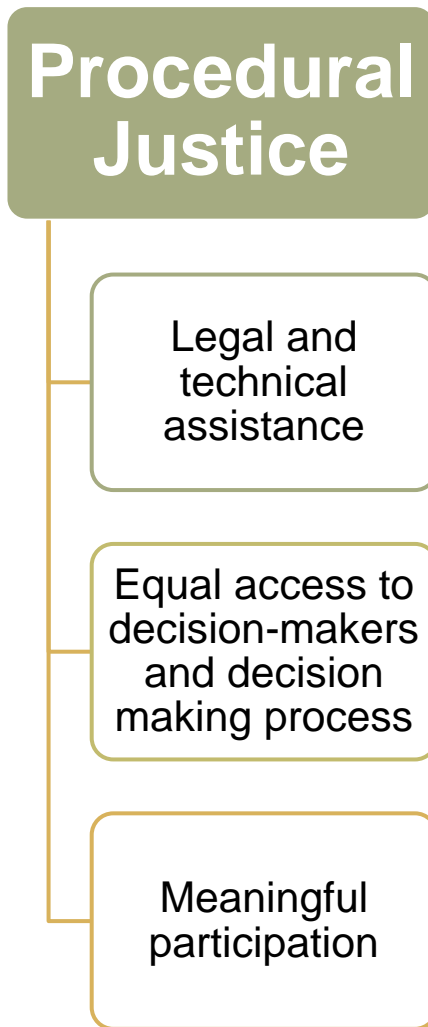 Procedural
Justice
Legal and
technical
assistance
Equal access to
decision-makers
and decision
making process
Meaningful
participation